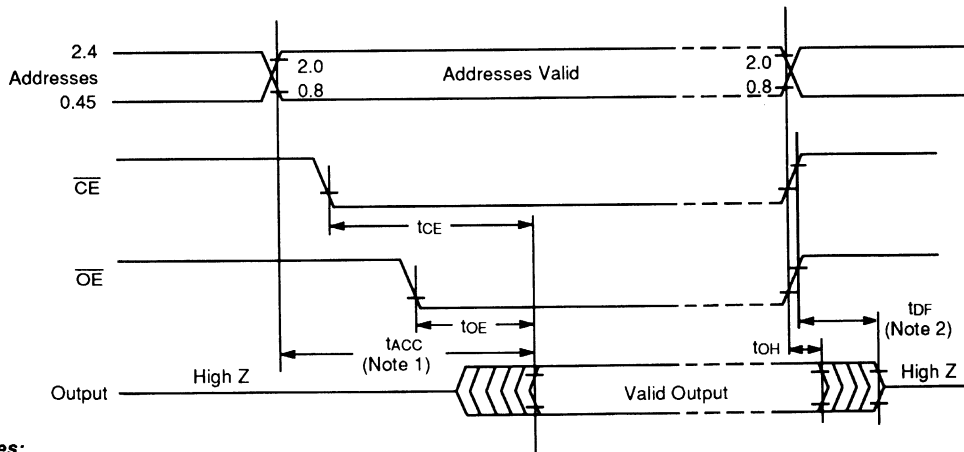 2.4
Addresses
0.45
2.0
0.8
Addresses Valid
2.0
0.8
CE
tCE
OE
tOE
tACC
(Note 1)
tDF
(Note 2)
tOH
Output
High Z
Valid Output
High Z
es: